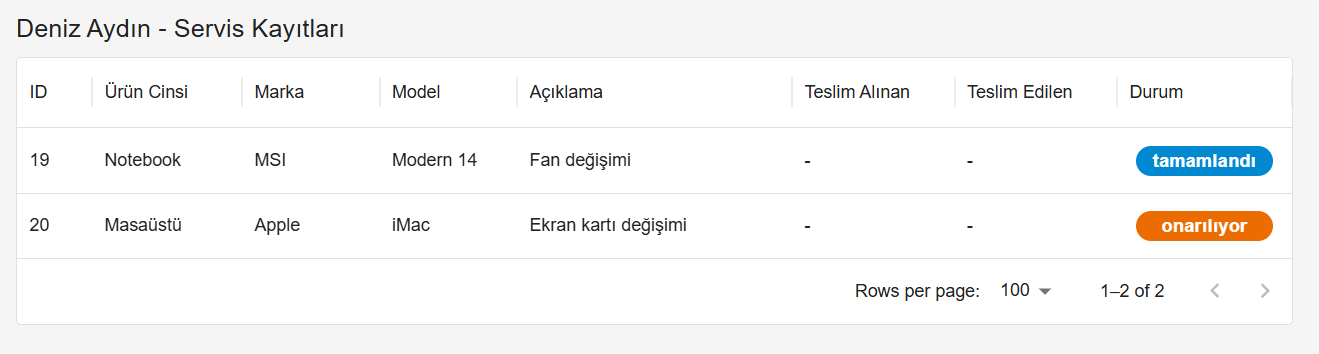 Deniz Aydın - Servis Kayıtları
ID Ürün Cinsi Marka Model Açıklama Teslim Alınan Teslim Edilen Durum
19 Notebook MSI Modern 14 Fan değişimi - - tamamlandı
20 Masaüstü Apple iMac Ekran kartı değişimi - - onarılıyor
Rows per page: 100 1–2 of 2